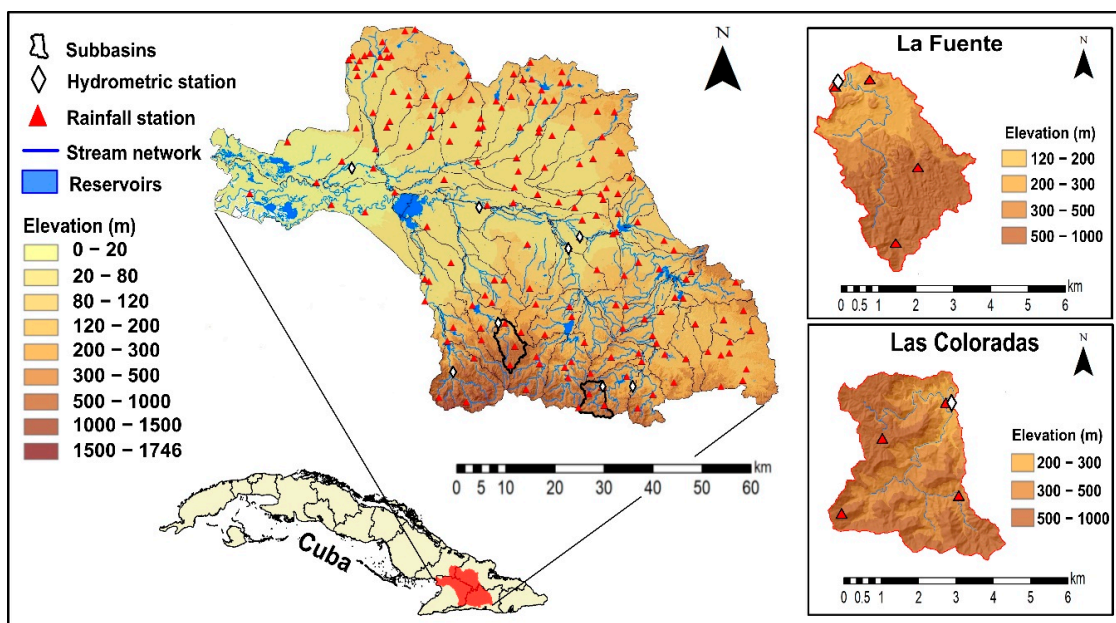 Subbasins
Hydrometric station
Rainfall station
Stream network
Reservoirs
Elevation (m)
0 – 20
20 – 80
80 – 120
120 – 200
200 – 300
300 – 500
500 – 1000
1000 – 1500
1500 – 1746
N
0 5 10 20 30 40 50 60
km
Cuba
La Fuente
N
Elevation (m)
120 – 200
200 – 300
300 – 500
500 – 1000
km
0 0.5 1 2 3 4 5 6
Las Coloradas
N
Elevation (m)
200 – 300
300 – 500
500 – 1000
km
0 0.5 1 2 3 4 5 6